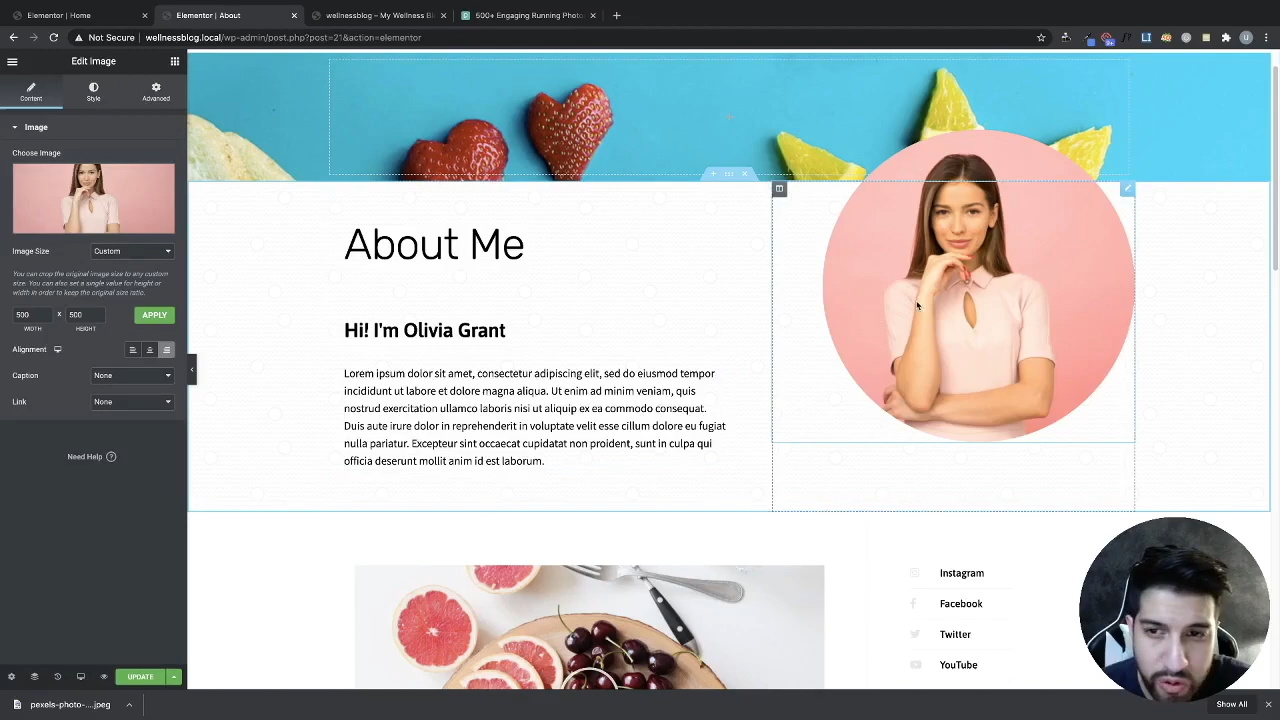 Elementor | Home
Elementor | About
wellnessblog – My Wellness Bl
500+ Engaging Running Photo
Not Secure | wellnessblog.local/wp-admin/post.php?post=21&action=elementor
Edit Image
Content
Style
Advanced
Image
Choose Image
Image Size
Custom
You can crop the original image size to any custom
size. You can also set a single value for height or
width in order to keep the original size ratio.
500 x 500 APPLY
WIDTH HEIGHT
Alignment
Caption
None
Link
None
Need Help
UPDATE
About Me
Hi! I'm Olivia Grant
Lorem ipsum dolor sit amet, consectetur adipiscing elit, sed do eiusmod tempor
incididunt ut labore et dolore magna aliqua. Ut enim ad minim veniam, quis
nostrud exercitation ullamco laboris nisi ut aliquip ex ea commodo consequat.
Duis aute irure dolor in reprehenderit in voluptate velit esse cillum dolore eu fugiat
nulla pariatur. Excepteur sint occaecat cupidatat non proident, sunt in culpa qui
officia deserunt mollit anim id est laborum.
Instagram
Facebook
Twitter
YouTube
pexels-photo-....jpeg
Show All